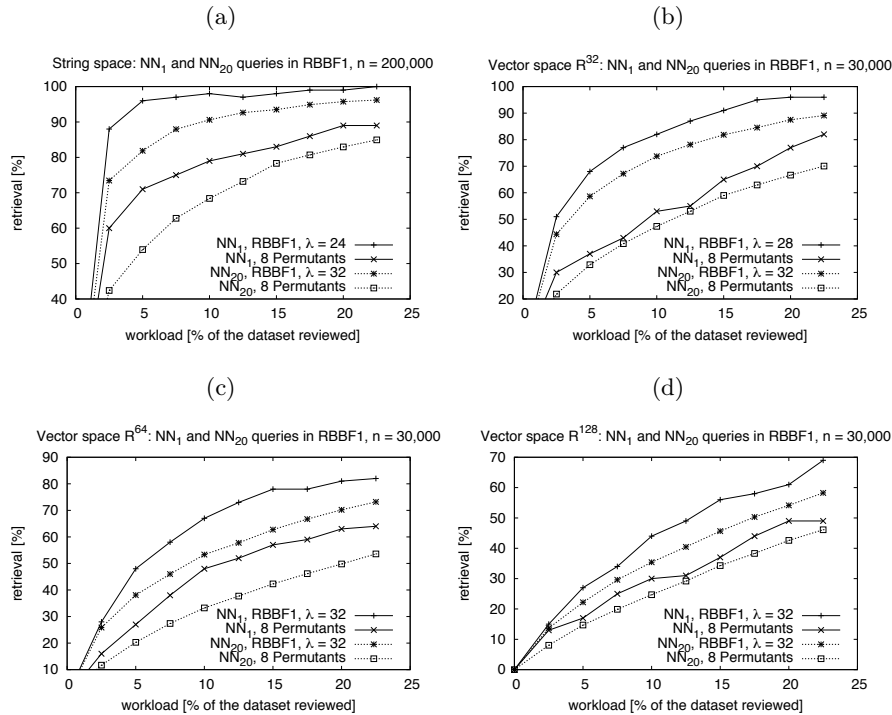 (a)
String space: NN1 and NN20 queries in RBBF1, n = 200,000
100
90
80
70
60
50
40
retrieval [%]
NN1, RBBF1, λ = 24
NN1, 8 Permutants
NN20, RBBF1, λ = 32
NN20, 8 Permutants
0 5 10 15 20 25
workload [% of the dataset reviewed]
(b)
Vector space R^32: NN1 and NN20 queries in RBBF1, n = 30,000
100
90
80
70
60
50
40
30
20
retrieval [%]
NN1, RBBF1, λ = 28
NN1, 8 Permutants
NN20, RBBF1, λ = 32
NN20, 8 Permutants
0 5 10 15 20 25
workload [% of the dataset reviewed]
(c)
Vector space R^64: NN1 and NN20 queries in RBBF1, n = 30,000
90
80
70
60
50
40
30
20
10
retrieval [%]
NN1, RBBF1, λ = 32
NN1, 8 Permutants
NN20, RBBF1, λ = 32
NN20, 8 Permutants
0 5 10 15 20 25
workload [% of the dataset reviewed]
(d)
Vector space R^128: NN1 and NN20 queries in RBBF1, n = 30,000
70
60
50
40
30
20
10
0
retrieval [%]
NN1, RBBF1, λ = 32
NN1, 8 Permutants
NN20, RBBF1, λ = 32
NN20, 8 Permutants
0 5 10 15 20 25
workload [% of the dataset reviewed]